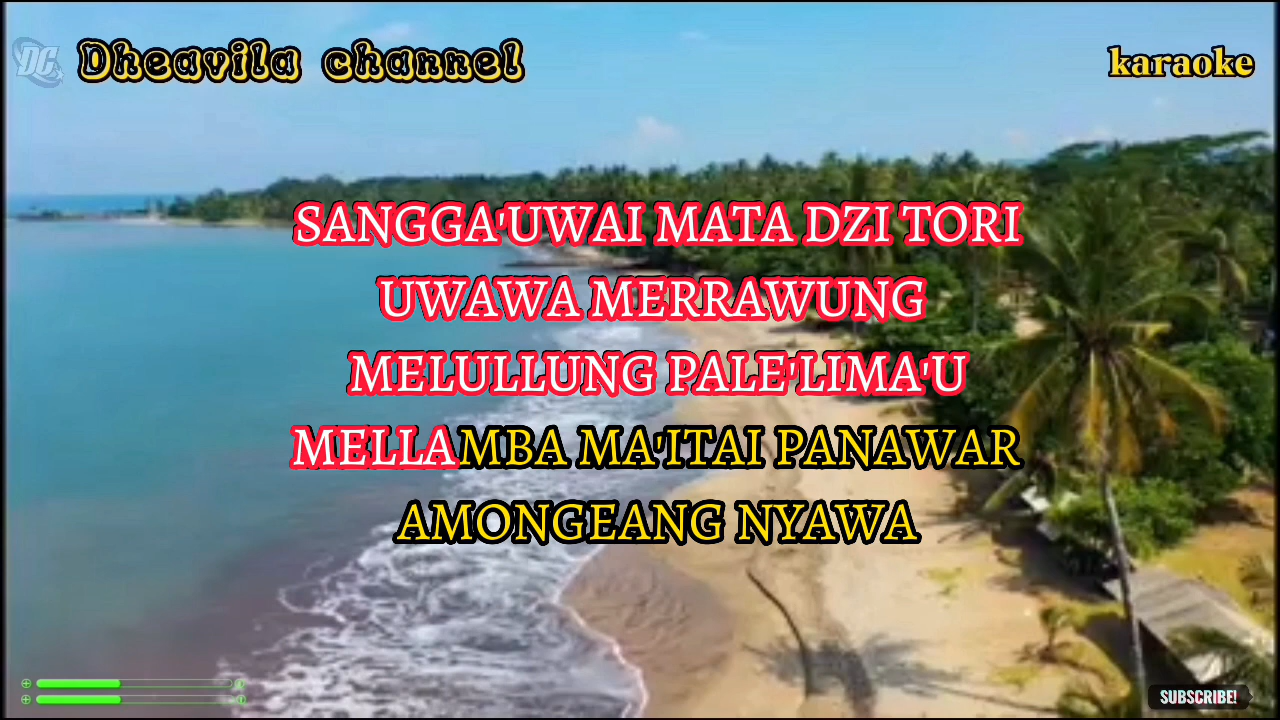 DC
Dheavila channel
karaoke
SANGGA'UWAI MATA DZI TORI
UWAWA MERRAWUNG
MELULLUNG PALE'LIMA'U
MELLAMBA MA'ITAI PANAWAR
AMONGEANG NYAWA
SUBSCRIBE!